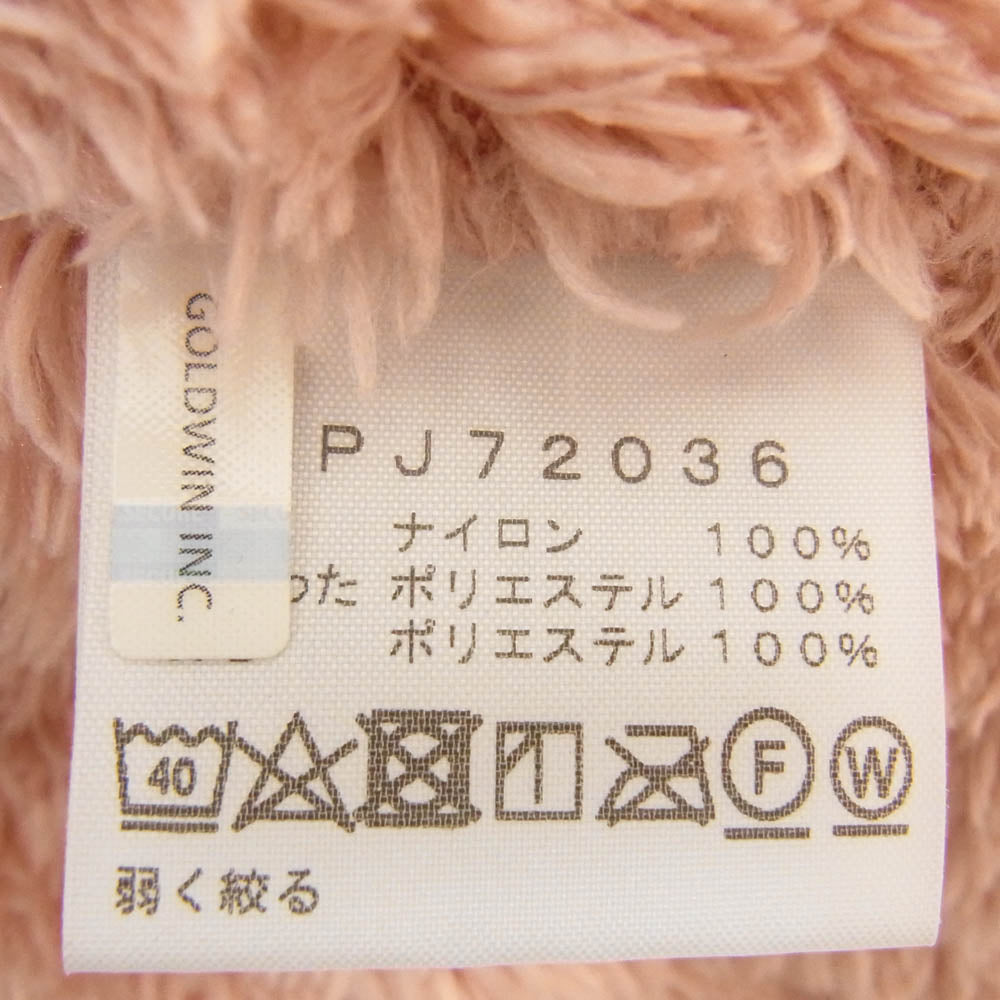 GOLDWIN INC.
PJ72036
ナイロン 100%
わた ポリエステル 100%
ポリエステル 100%
40
F
W
弱く絞る